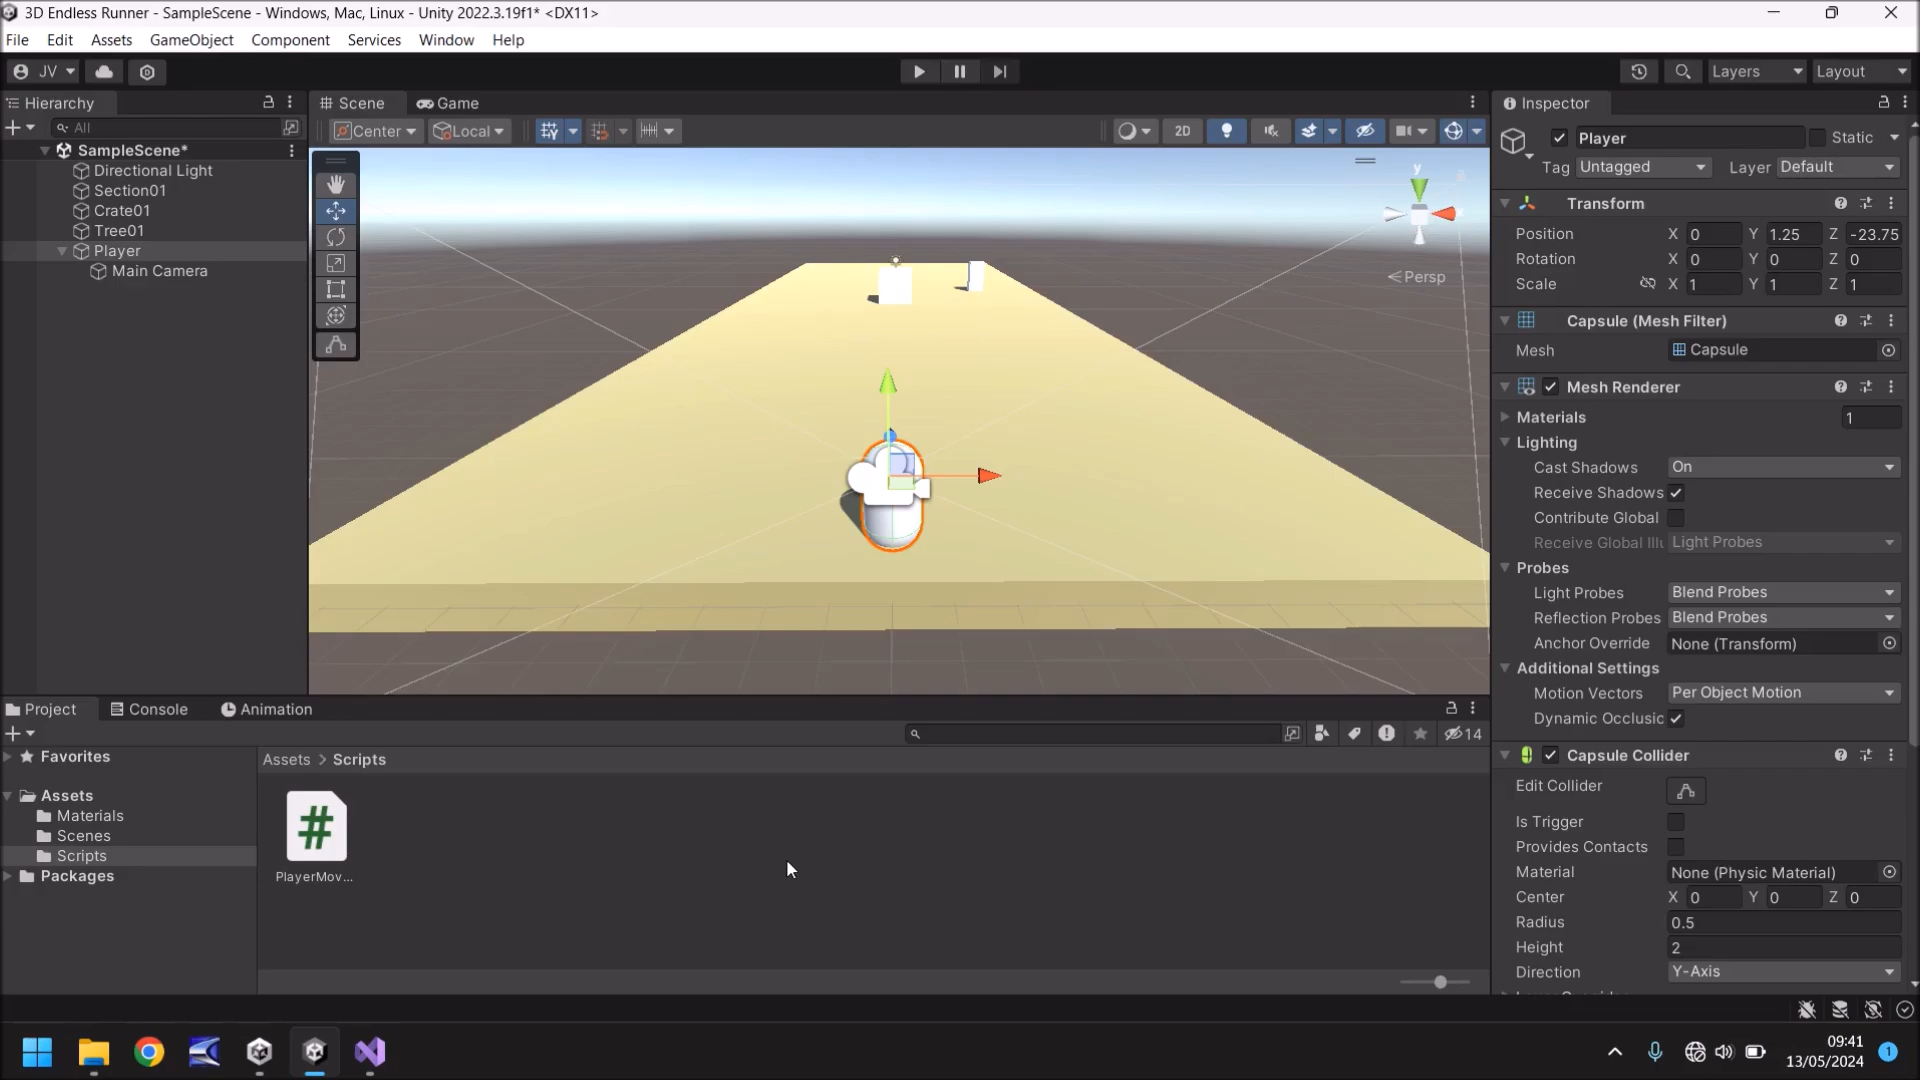 3D Endless Runner - SampleScene - Windows, Mac, Linux - Unity 2022.3.19f1* <DX11>
File Edit Assets GameObject Component Services Window Help
JV Layers Layout
Hierarchy
All
SampleScene*
Directional Light
Section01
Crate01
Tree01
Player
Main Camera
Scene Game
Center Local 2D
y
Persp
Inspector
Player Static
Tag Untagged Layer Default
Transform
Position X 0 Y 1.25 Z -23.75
Rotation X 0 Y 0 Z 0
Scale X 1 Y 1 Z 1
Capsule (Mesh Filter)
Mesh Capsule
Mesh Renderer
Materials 1
Lighting
Cast Shadows On
Receive Shadows
Contribute Global
Receive Global Illu Light Probes
Probes
Light Probes Blend Probes
Reflection Probes Blend Probes
Anchor Override None (Transform)
Additional Settings
Motion Vectors Per Object Motion
Dynamic Occlusic
Capsule Collider
Edit Collider
Is Trigger
Provides Contacts
Material None (Physic Material)
Center X 0 Y 0 Z 0
Radius 0.5
Height 2
Direction Y-Axis
Project Console Animation
14
Favorites
Assets
Materials
Scenes
Scripts
Packages
Assets > Scripts
#
PlayerMov...
09:41
13/05/2024
1